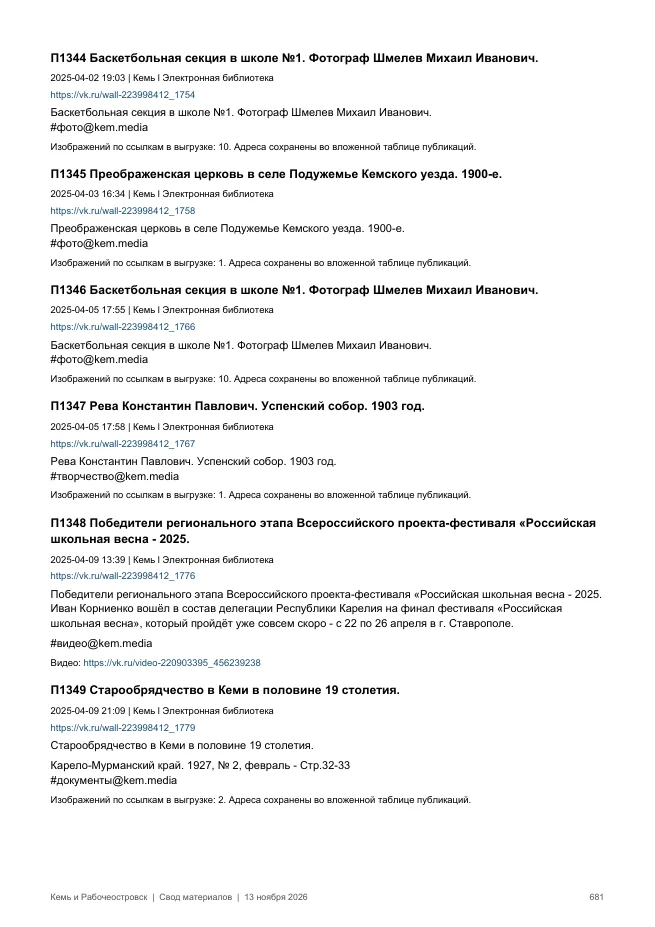 П1344 Баскетбольная секция в школе №1. Фотограф Шмелев Михаил Иванович.
2025-04-02 19:03 | Кемь I Электронная библиотека
https://vk.ru/wall-223998412_1754
Баскетбольная секция в школе №1. Фотограф Шмелев Михаил Иванович.
#фото@kem.media
Изображений по ссылкам в выгрузке: 10. Адреса сохранены во вложенной таблице публикаций.
П1345 Преображенская церковь в селе Подужемье Кемского уезда. 1900-е.
2025-04-03 16:34 | Кемь I Электронная библиотека
https://vk.ru/wall-223998412_1758
Преображенская церковь в селе Подужемье Кемского уезда. 1900-е.
#фото@kem.media
Изображений по ссылкам в выгрузке: 1. Адреса сохранены во вложенной таблице публикаций.
П1346 Баскетбольная секция в школе №1. Фотограф Шмелев Михаил Иванович.
2025-04-05 17:55 | Кемь I Электронная библиотека
https://vk.ru/wall-223998412_1766
Баскетбольная секция в школе №1. Фотограф Шмелев Михаил Иванович.
#фото@kem.media
Изображений по ссылкам в выгрузке: 10. Адреса сохранены во вложенной таблице публикаций.
П1347 Рева Константин Павлович. Успенский собор. 1903 год.
2025-04-05 17:58 | Кемь I Электронная библиотека
https://vk.ru/wall-223998412_1767
Рева Константин Павлович. Успенский собор. 1903 год.
#творчество@kem.media
Изображений по ссылкам в выгрузке: 1. Адреса сохранены во вложенной таблице публикаций.
П1348 Победители регионального этапа Всероссийского проекта-фестиваля «Российская
школьная весна - 2025.
2025-04-09 13:39 | Кемь I Электронная библиотека
https://vk.ru/wall-223998412_1776
Победители регионального этапа Всероссийского проекта-фестиваля «Российская школьная весна - 2025.
Иван Корниенко вошёл в состав делегации Республики Карелия на финал фестиваля «Российская
школьная весна», который пройдёт уже совсем скоро - с 22 по 26 апреля в г. Ставрополе.
#видео@kem.media
Видео: https://vk.ru/video-220903395_456239238
П1349 Старообрядчество в Кеми в половине 19 столетия.
2025-04-09 21:09 | Кемь I Электронная библиотека
https://vk.ru/wall-223998412_1779
Старообрядчество в Кеми в половине 19 столетия.
Карело-Мурманский край. 1927, № 2, февраль - Стр.32-33
#документы@kem.media
Изображений по ссылкам в выгрузке: 2. Адреса сохранены во вложенной таблице публикаций.
Кемь и Рабочеостровск | Свод материалов | 13 ноября 2026 681